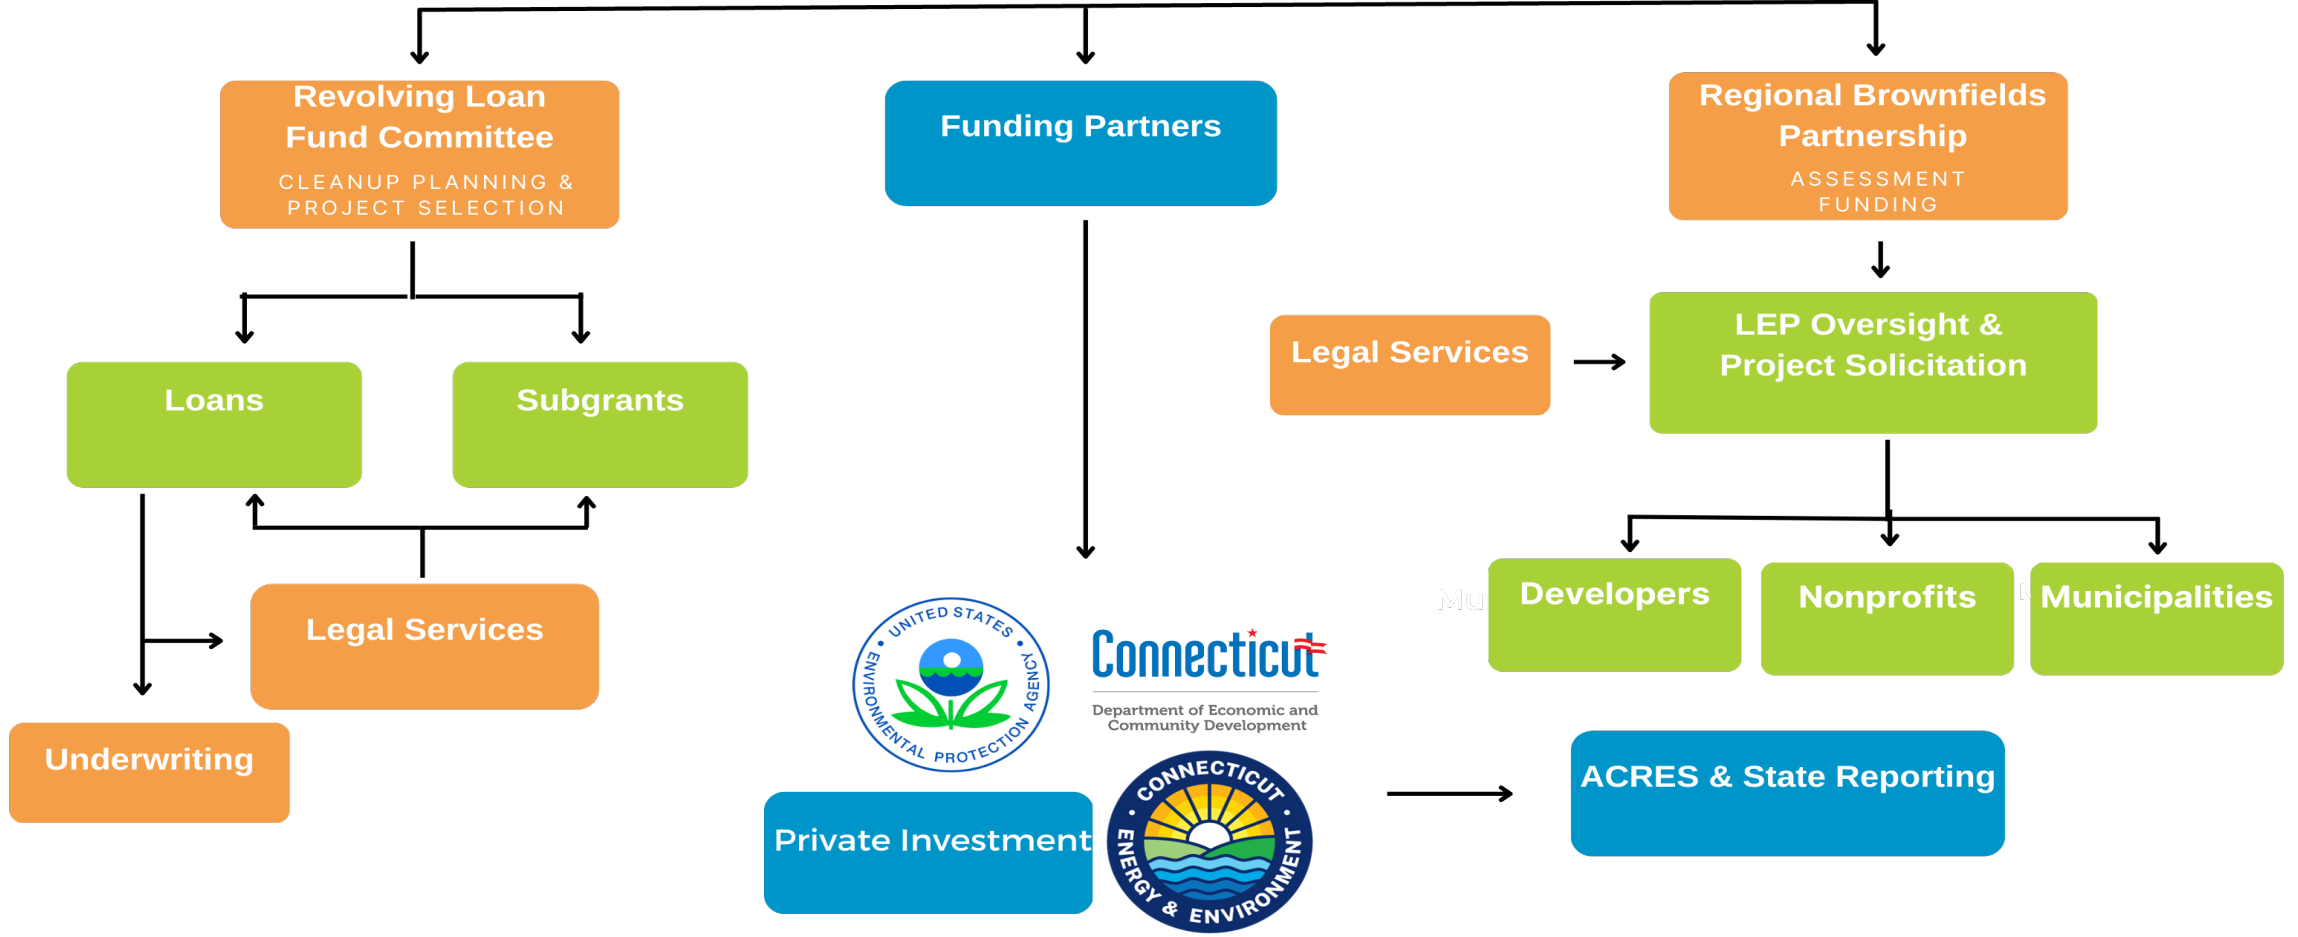 Revolving Loan
Fund Committee
CLEANUP PLANNING &
PROJECT SELECTION
Funding Partners
Regional Brownfields
Partnership
ASSESSMENT
FUNDING
Legal Services
LEP Oversight &
Project Solicitation
Loans
Subgrants
Legal Services
Underwriting
UNITED STATES
ENVIRONMENTAL PROTECTION AGENCY
Connecticut
Department of Economic and
Community Development
Private Investment
CONNECTICUT
ENERGY & ENVIRONMENT
Mu
Developers
Nonprofits
Municipalities
ACRES & State Reporting